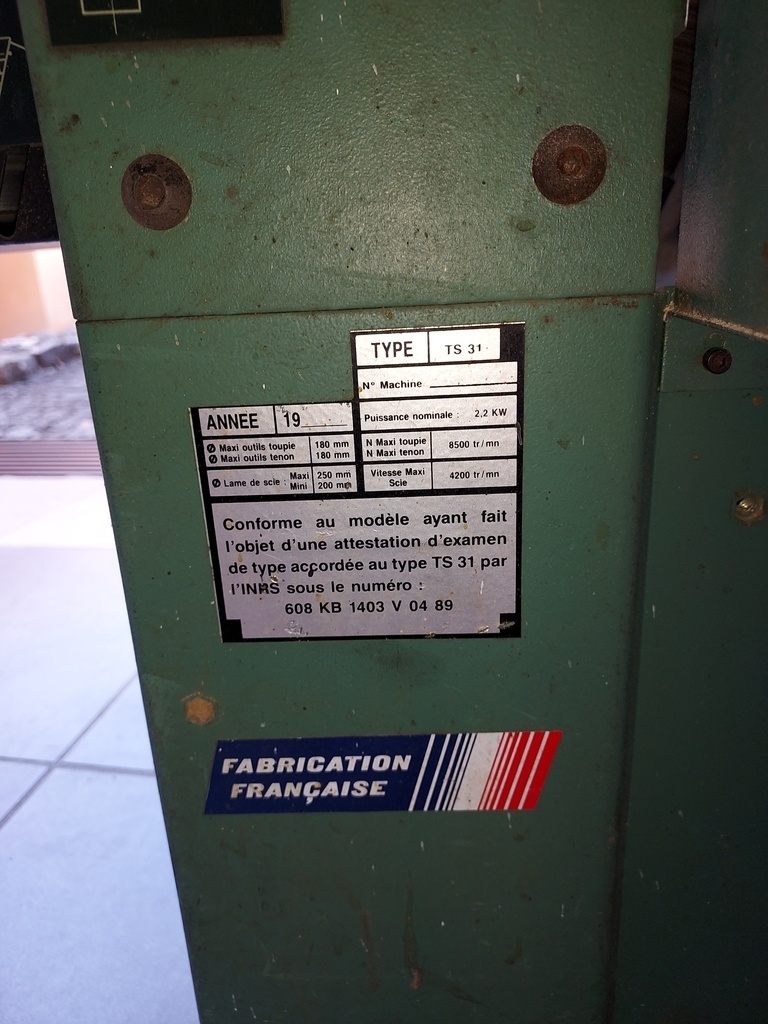 TYPE TS 31
N° Machine
ANNEE 19
Puissance nominale : 2,2 KW
Ø Maxi outils toupie 180 mm
Ø Maxi outils tenon 180 mm
N Maxi toupie 8500 tr/mn
N Maxi tenon
Ø Lame de scie : Maxi 250 mm
Mini 200 mm
Vitesse Maxi 4200 tr/mn
Scie
Conforme au modèle ayant fait
l'objet d'une attestation d'examen
de type accordée au type TS 31 par
l'INRS sous le numéro :
608 KB 1403 V 04 89
FABRICATION
FRANÇAISE